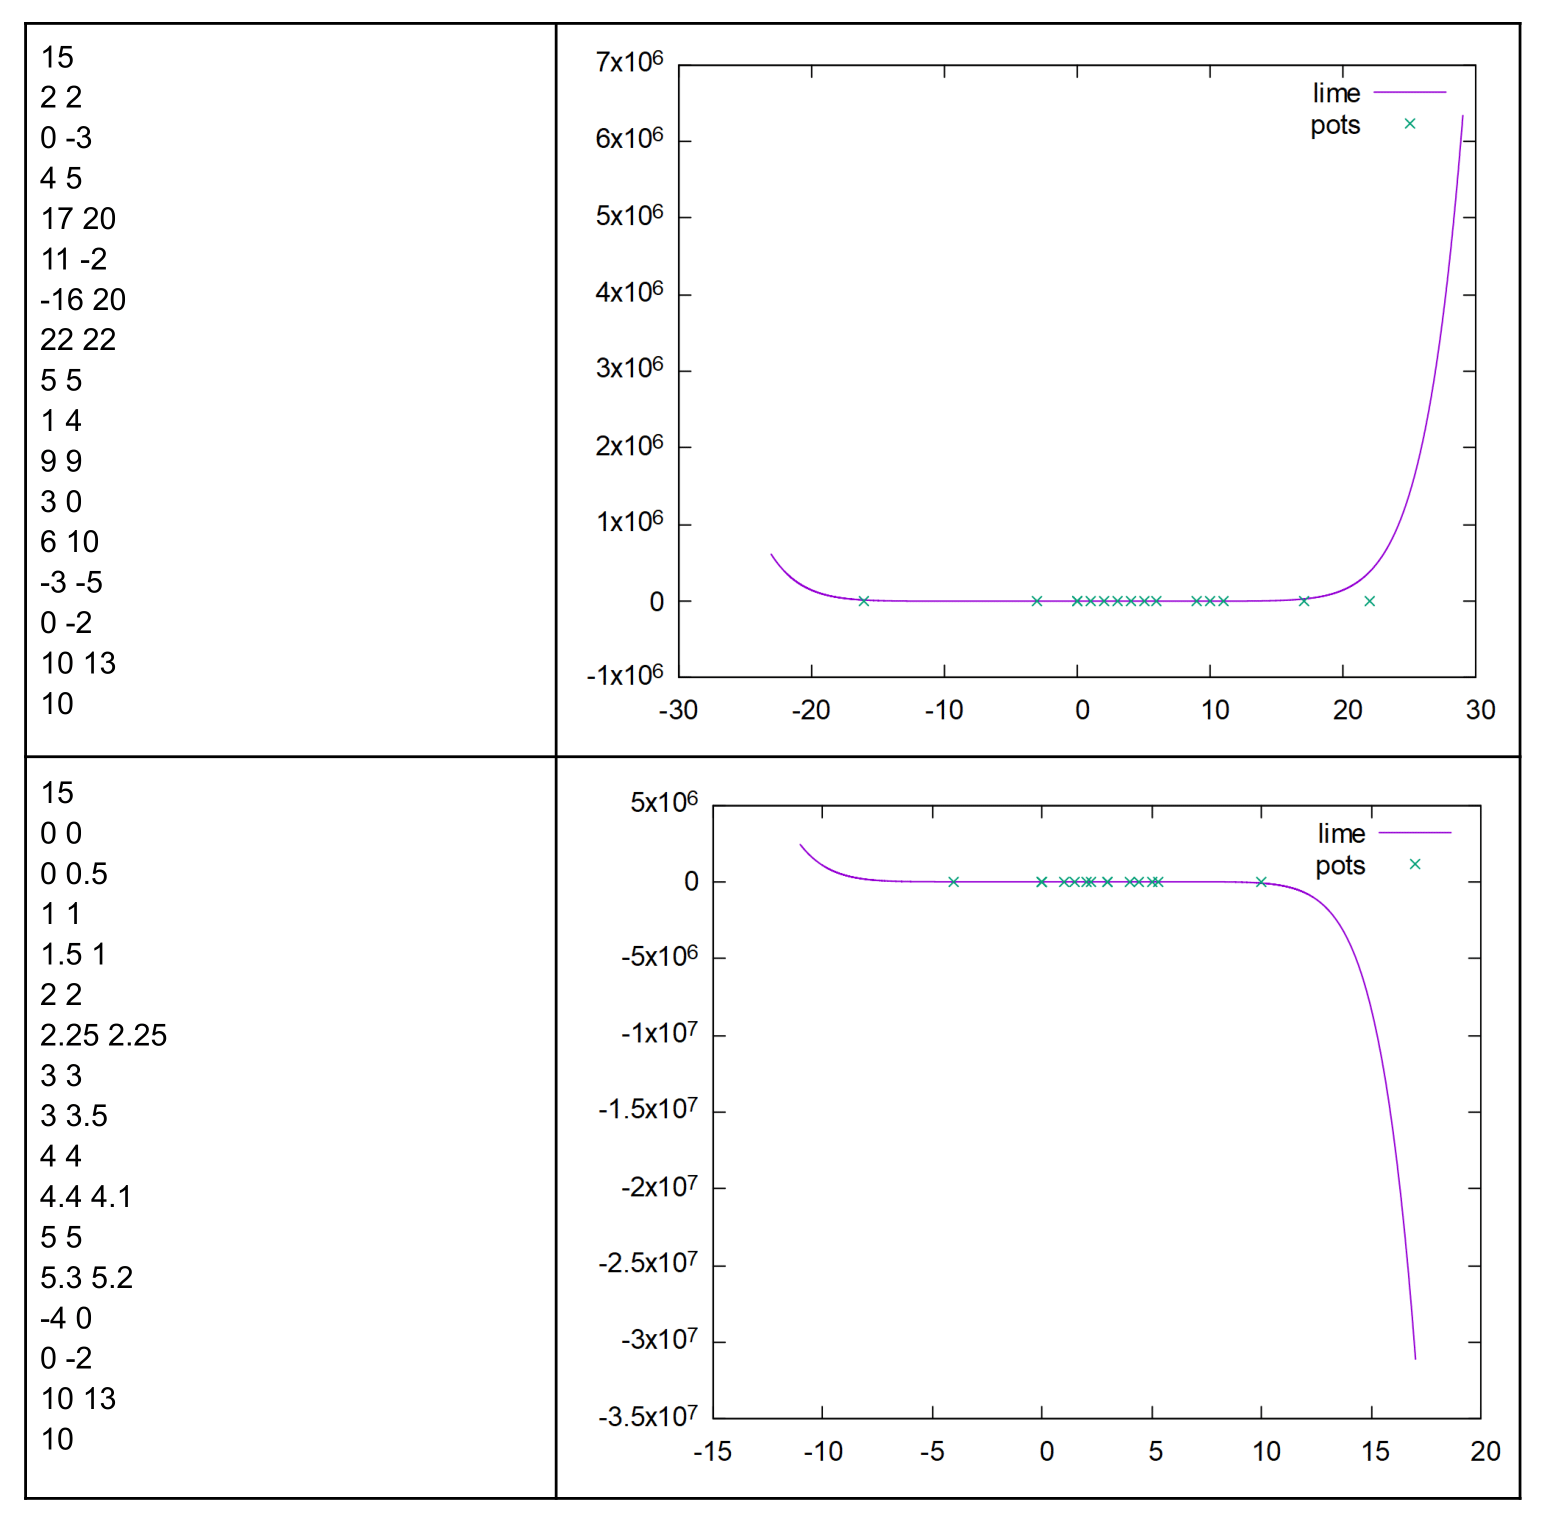 15
2 2
0 -3
4 5
17 20
11 -2
-16 20
22 22
5 5
1 4
9 9
3 0
6 10
-3 -5
0 -2
10 13
10
7x10⁶
6x10⁶
5x10⁶
4x10⁶
3x10⁶
2x10⁶
1x10⁶
0
-1x10⁶
-30 -20 -10 0 10 20 30
lime
pots
15
0 0
0 0.5
1 1
1.5 1
2 2
2.25 2.25
3 3
3 3.5
4 4
4.4 4.1
5 5
5.3 5.2
-4 0
0 -2
10 13
10
5x10⁶
0
-5x10⁶
-1x10⁷
-1.5x10⁷
-2x10⁷
-2.5x10⁷
-3x10⁷
-3.5x10⁷
-15 -10 -5 0 5 10 15 20
lime
pots